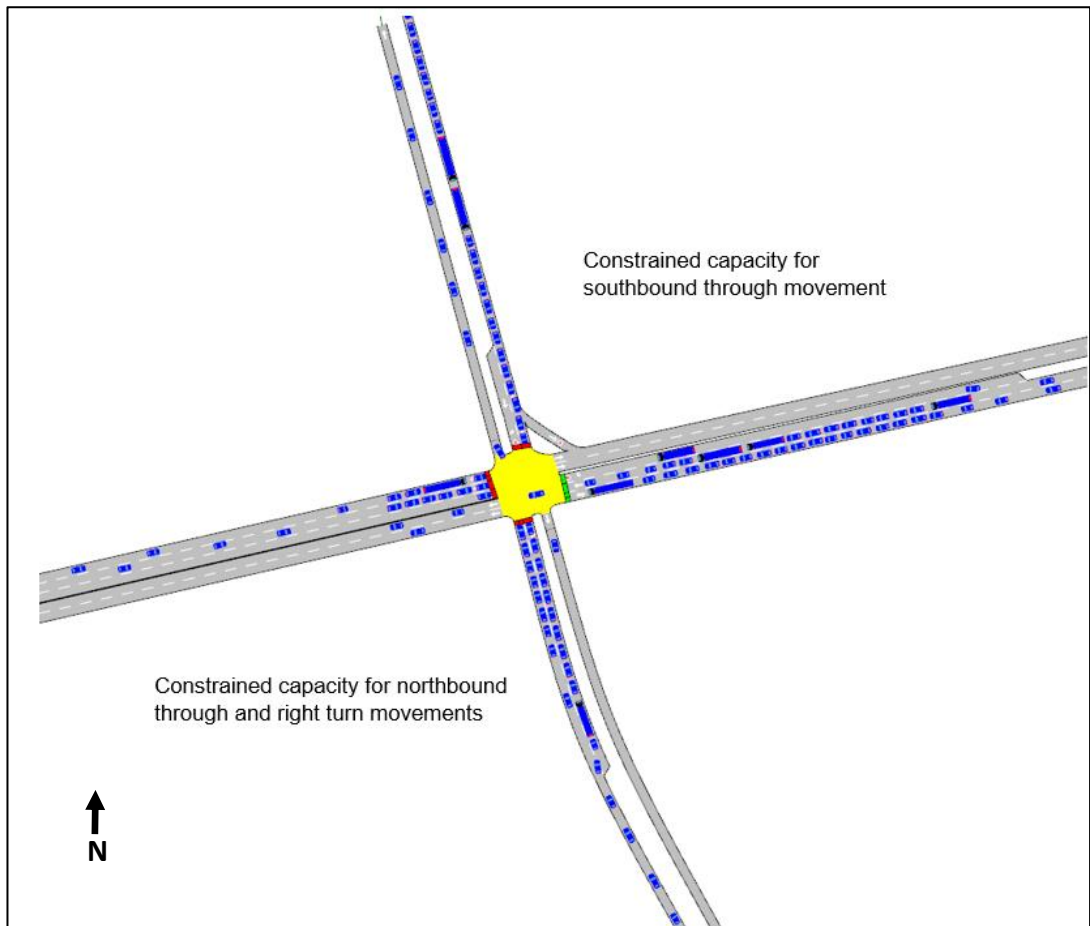 Constrained capacity for
southbound through movement
Constrained capacity for northbound
through and right turn movements
N